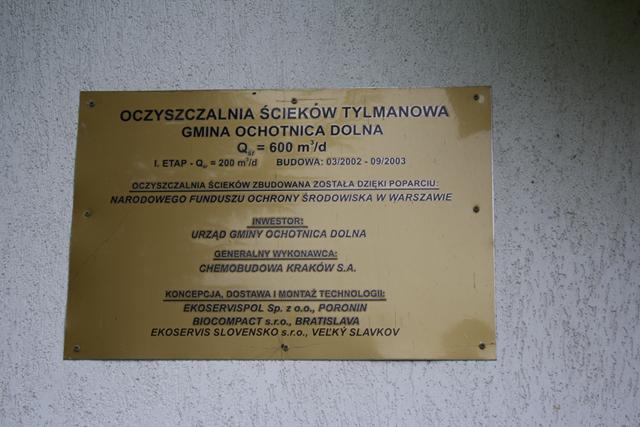 OCZYSZCZALNIA ŚCIEKÓW TYLMANOWA
GMINA OCHOTNICA DOLNA
Qśr = 600 m³/d
I. ETAP - Qśr = 200 m³/d BUDOWA: 03/2002 - 09/2003
OCZYSZCZALNIA ŚCIEKÓW ZBUDOWANA ZOSTAŁA DZIĘKI POPARCIU:
NARODOWEGO FUNDUSZU OCHRONY ŚRODOWISKA W WARSZAWIE
INWESTOR:
URZĄD GMINY OCHOTNICA DOLNA
GENERALNY WYKONAWCA:
CHEMOBUDOWA KRAKÓW S.A.
KONCEPCJA, DOSTAWA I MONTAŻ TECHNOLOGII:
EKOSERVISPOL Sp. z o.o., PORONIN
BIOCOMPACT s.r.o., BRATISLAVA
EKOSERVIS SLOVENSKO s.r.o., VEĽKÝ SLAVKOV